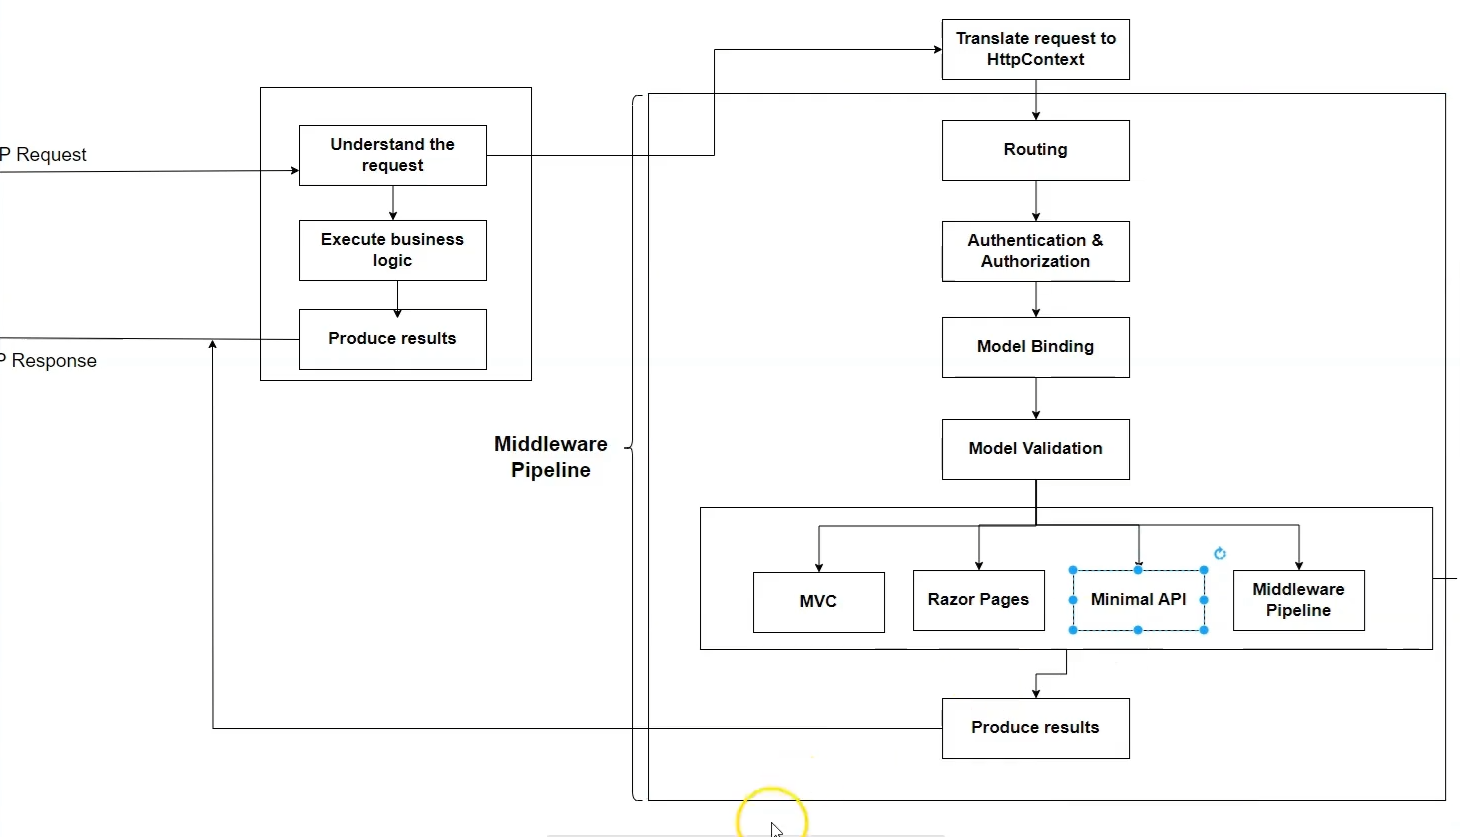 Translate request to
HttpContext
P Request
Understand the
request
Routing
Execute business
logic
Authentication &
Authorization
Produce results
P Response
Model Binding
Middleware
Pipeline
Model Validation
MVC
Razor Pages
Minimal API
Middleware
Pipeline
Produce results